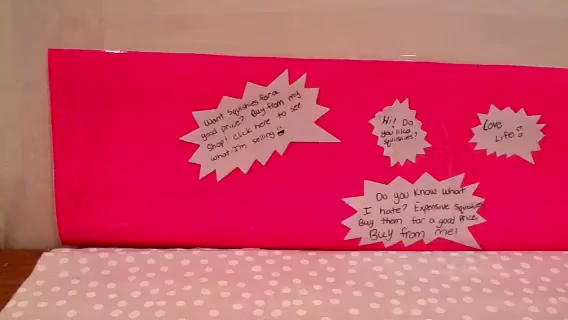 Want squishies for a
good price? Buy from my
shop! Click here to see
what I'm selling
Hi! Do
you like
squishies?
Love
Life
Do you know what
I hate? Expensive squishies
Buy them for a good price
Buy from me!